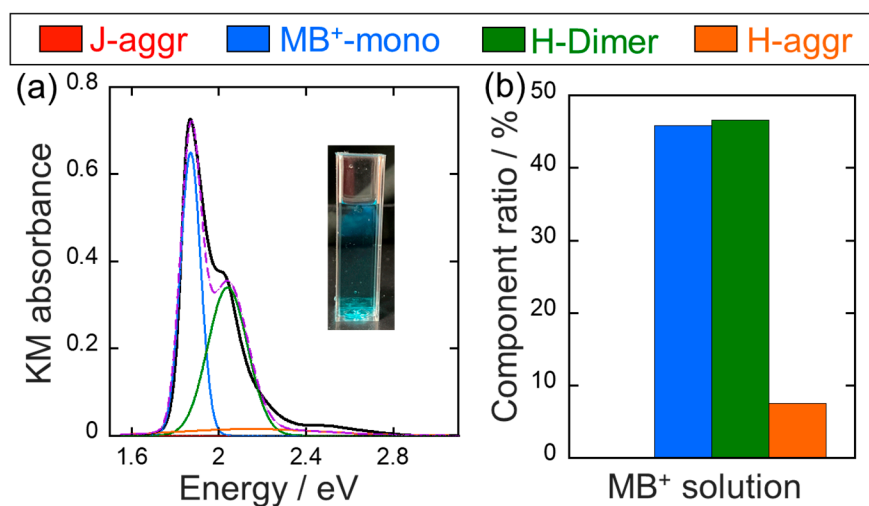 J-aggr MB⁺-mono H-Dimer H-aggr
(a)
0.8
0.6
0.4
0.2
0
KM absorbance
1.6 2 2.4 2.8
Energy / eV
(b)
50
40
30
20
10
0
Component ratio / %
MB⁺ solution